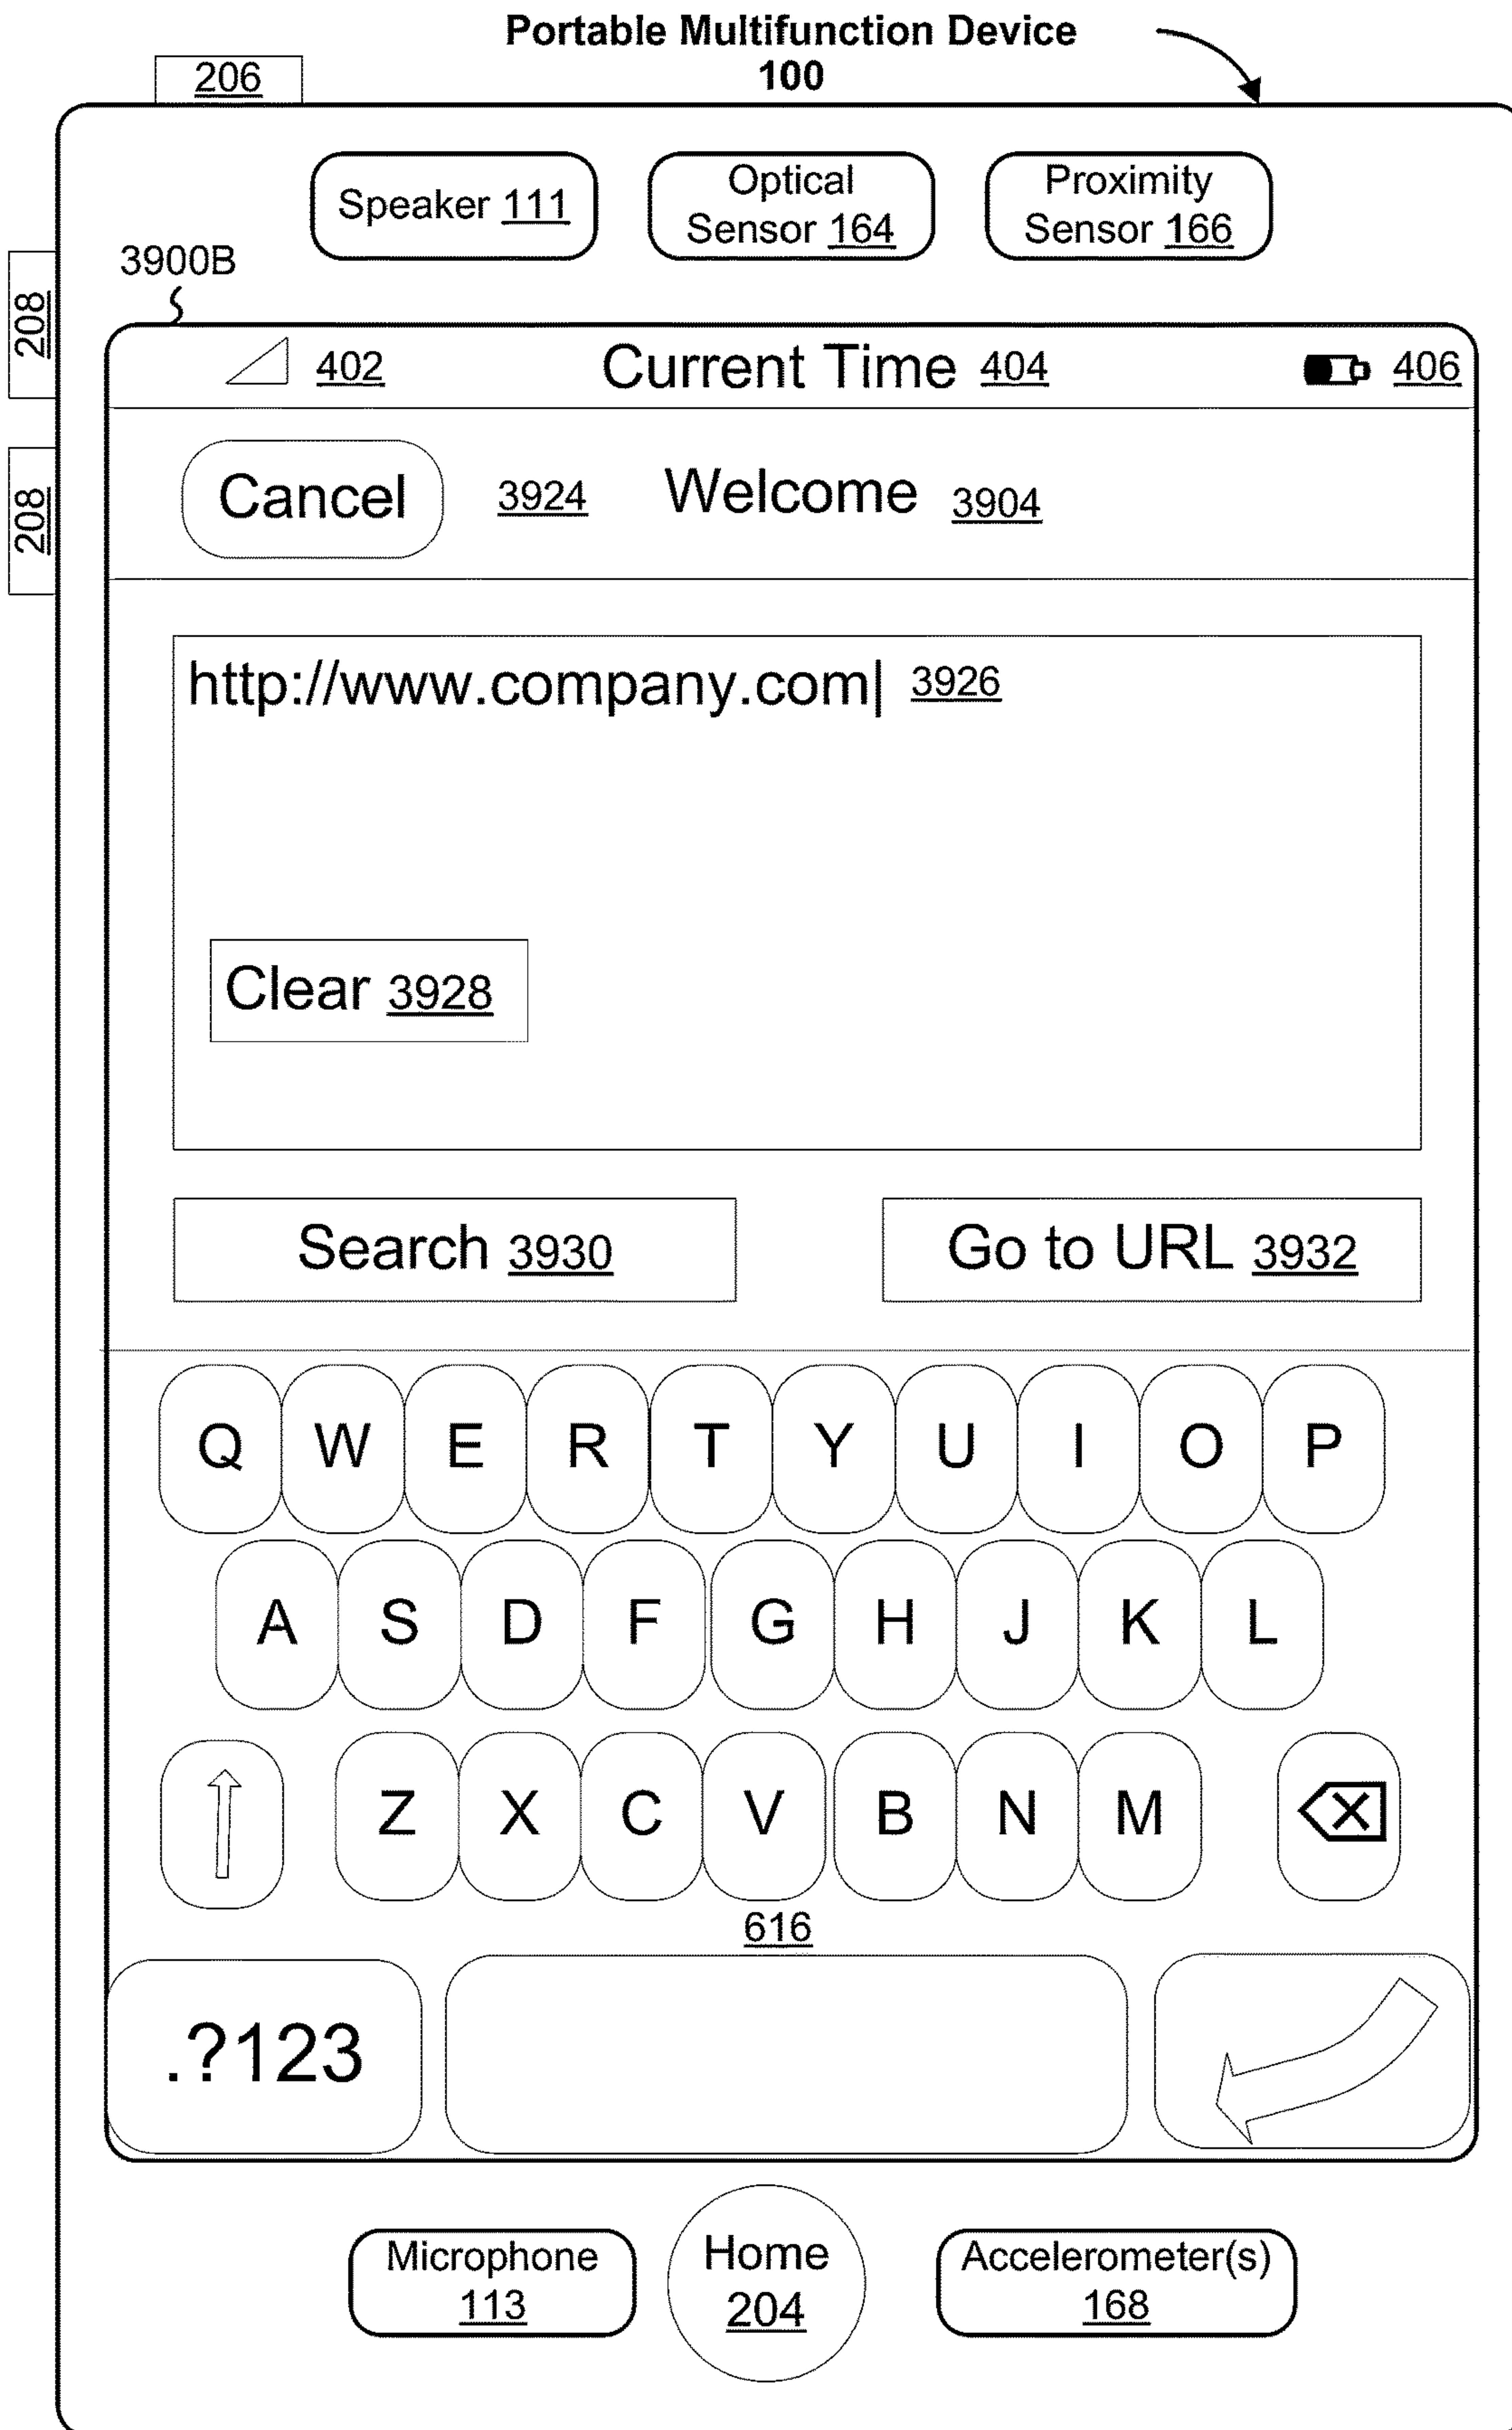 Portable Multifunction Device
100
206
Speaker 111
Optical
Sensor 164
Proximity
Sensor 166
3900B
208
208
402
Current Time 404
406
Cancel
3924
Welcome 3904
http://www.company.com| 3926
Clear 3928
Search 3930
Go to URL 3932
Q W E R T Y U I O P
A S D F G H J K L
Z X C V B N M
616
.?123
Microphone
113
Home
204
Accelerometer(s)
168